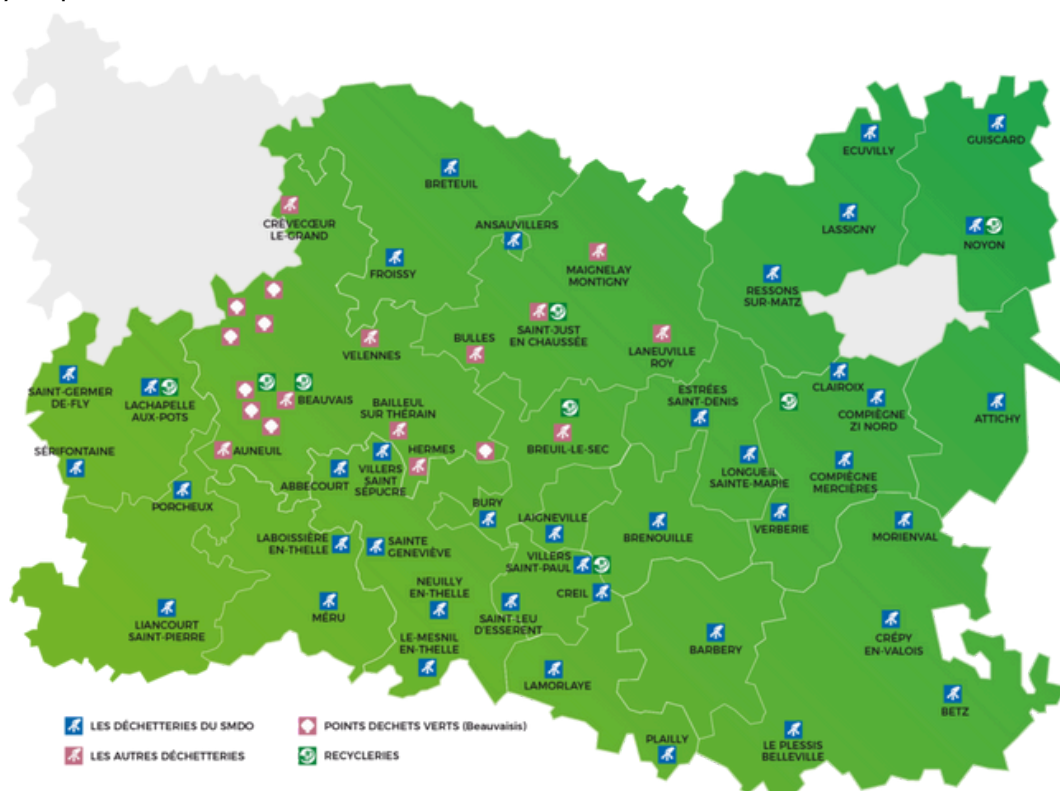 ECUVILLY
GUISCARD
BRETEUIL
CRÈVECŒUR
LE-GRAND
ANSAUVILLERS
LASSIGNY
NOYON
FROISSY
MAIGNELAY
MONTIGNY
RESSONS
SUR-MATZ
SAINT-JUST
EN CHAUSSÉE
BULLES
VELENNES
LANEUVILLE
ROY
SAINT-GERMER
DE-FLY
LACHAPELLE
AUX-POTS
BEAUVAIS
BAILLEUL
SUR THÉRAIN
ESTRÉES
SAINT-DENIS
CLAIROIX
COMPIÈGNE
ZI NORD
ATTICHY
SÉRIFONTAINE
AUNEUIL
HERMES
BREUIL-LE-SEC
ABBECOURT
VILLERS
SAINT
SÉPUCRE
LONGUEIL
SAINTE-MARIE
COMPIÈGNE
MERCIÈRES
PORCHEUX
BURY
LAIGNEVILLE
VERBERIE
BRENOUILLE
MORIENVAL
LABOISSIÈRE
EN-THELLE
SAINTE
GENEVIÈVE
VILLERS
SAINT-PAUL
NEUILLY
EN-THELLE
CREIL
LIANCOURT
SAINT-PIERRE
MÉRU
SAINT-LEU
D'ESSERENT
LE-MESNIL
EN-THELLE
BARBERY
CRÉPY
EN-VALOIS
LAMORLAYE
BETZ
PLAILLY
LE PLESSIS
BELLEVILLE
LES DÉCHETTERIES DU SMDO
POINTS DECHETS VERTS (Beauvaisis)
LES AUTRES DÉCHETTERIES
RECYCLERIES